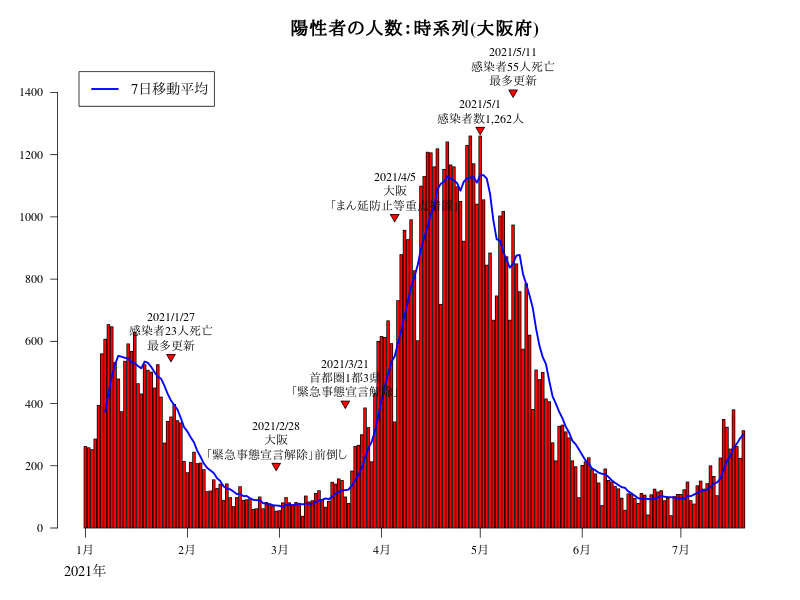 陽性者の人数:時系列(大阪府)
2021/5/11
感染者55人死亡
最多更新
7日移動平均
2021/5/1
感染者数1,262人
2021/4/5
大阪
「まん延防止等重点措置」
2021/1/27
感染者23人死亡
最多更新
2021/3/21
首都圏1都3県
「緊急事態宣言解除」
2021/2/28
大阪
「緊急事態宣言解除」前倒し
1400
1200
1000
800
600
400
200
0
1月 2月 3月 4月 5月 6月 7月
2021年